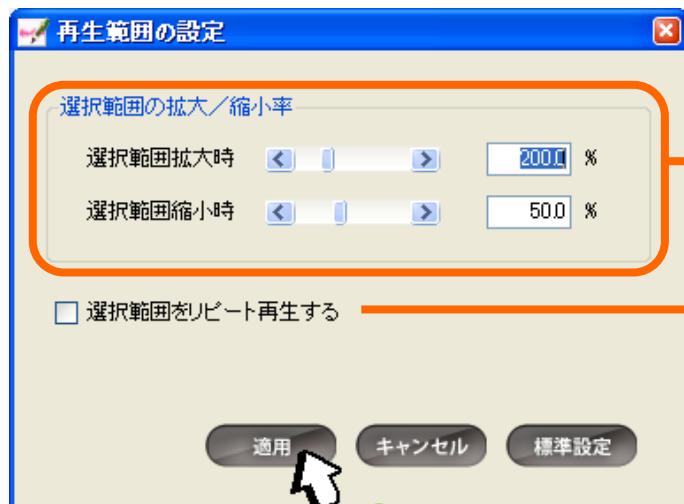 再生範囲の設定
選択範囲の拡大／縮小率
選択範囲拡大時 200.0 %
選択範囲縮小時 50.0 %
選択範囲をリピート再生する
適用 キャンセル 標準設定